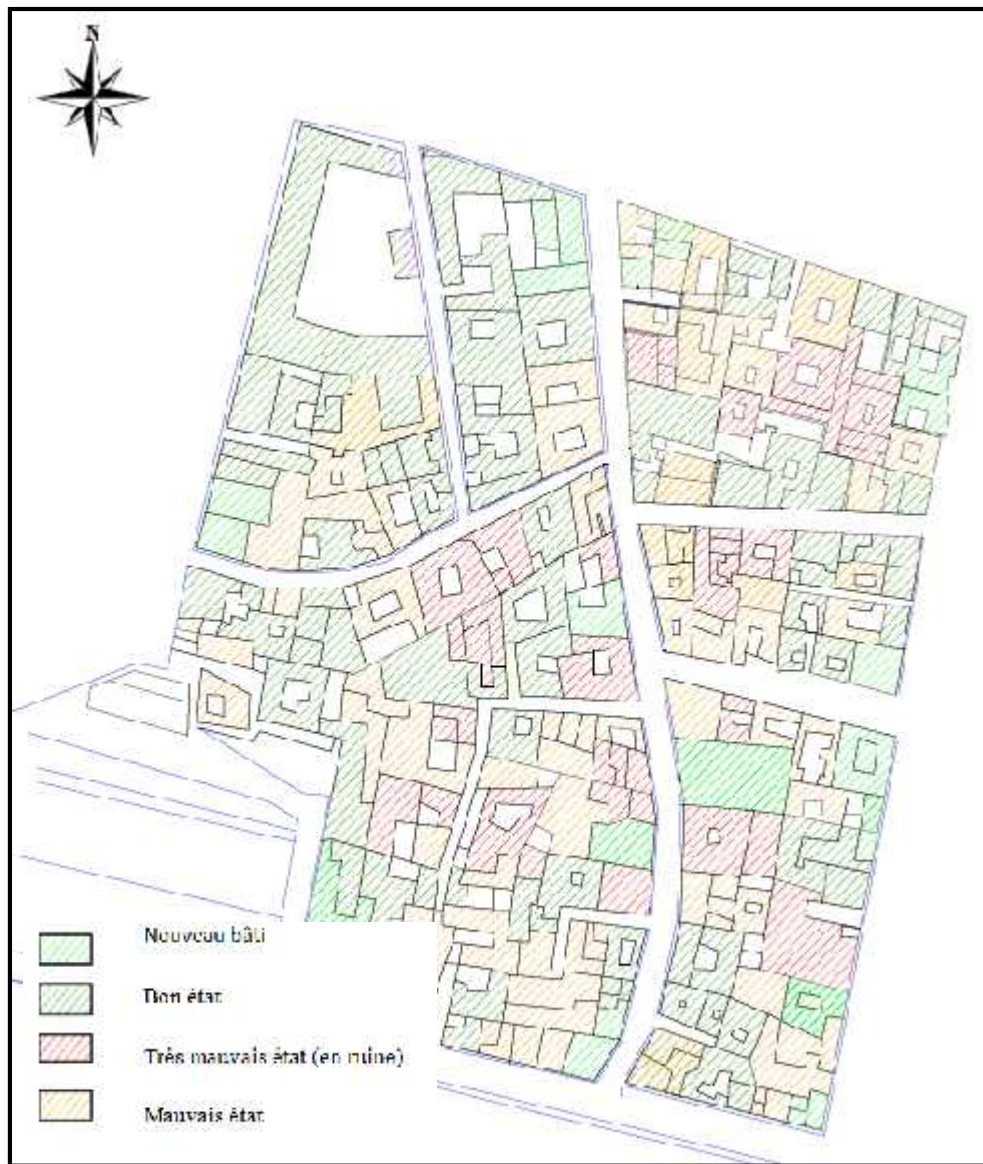 N
Nouveau bâti
Bon état
Très mauvais état (en ruine)
Mauvais état